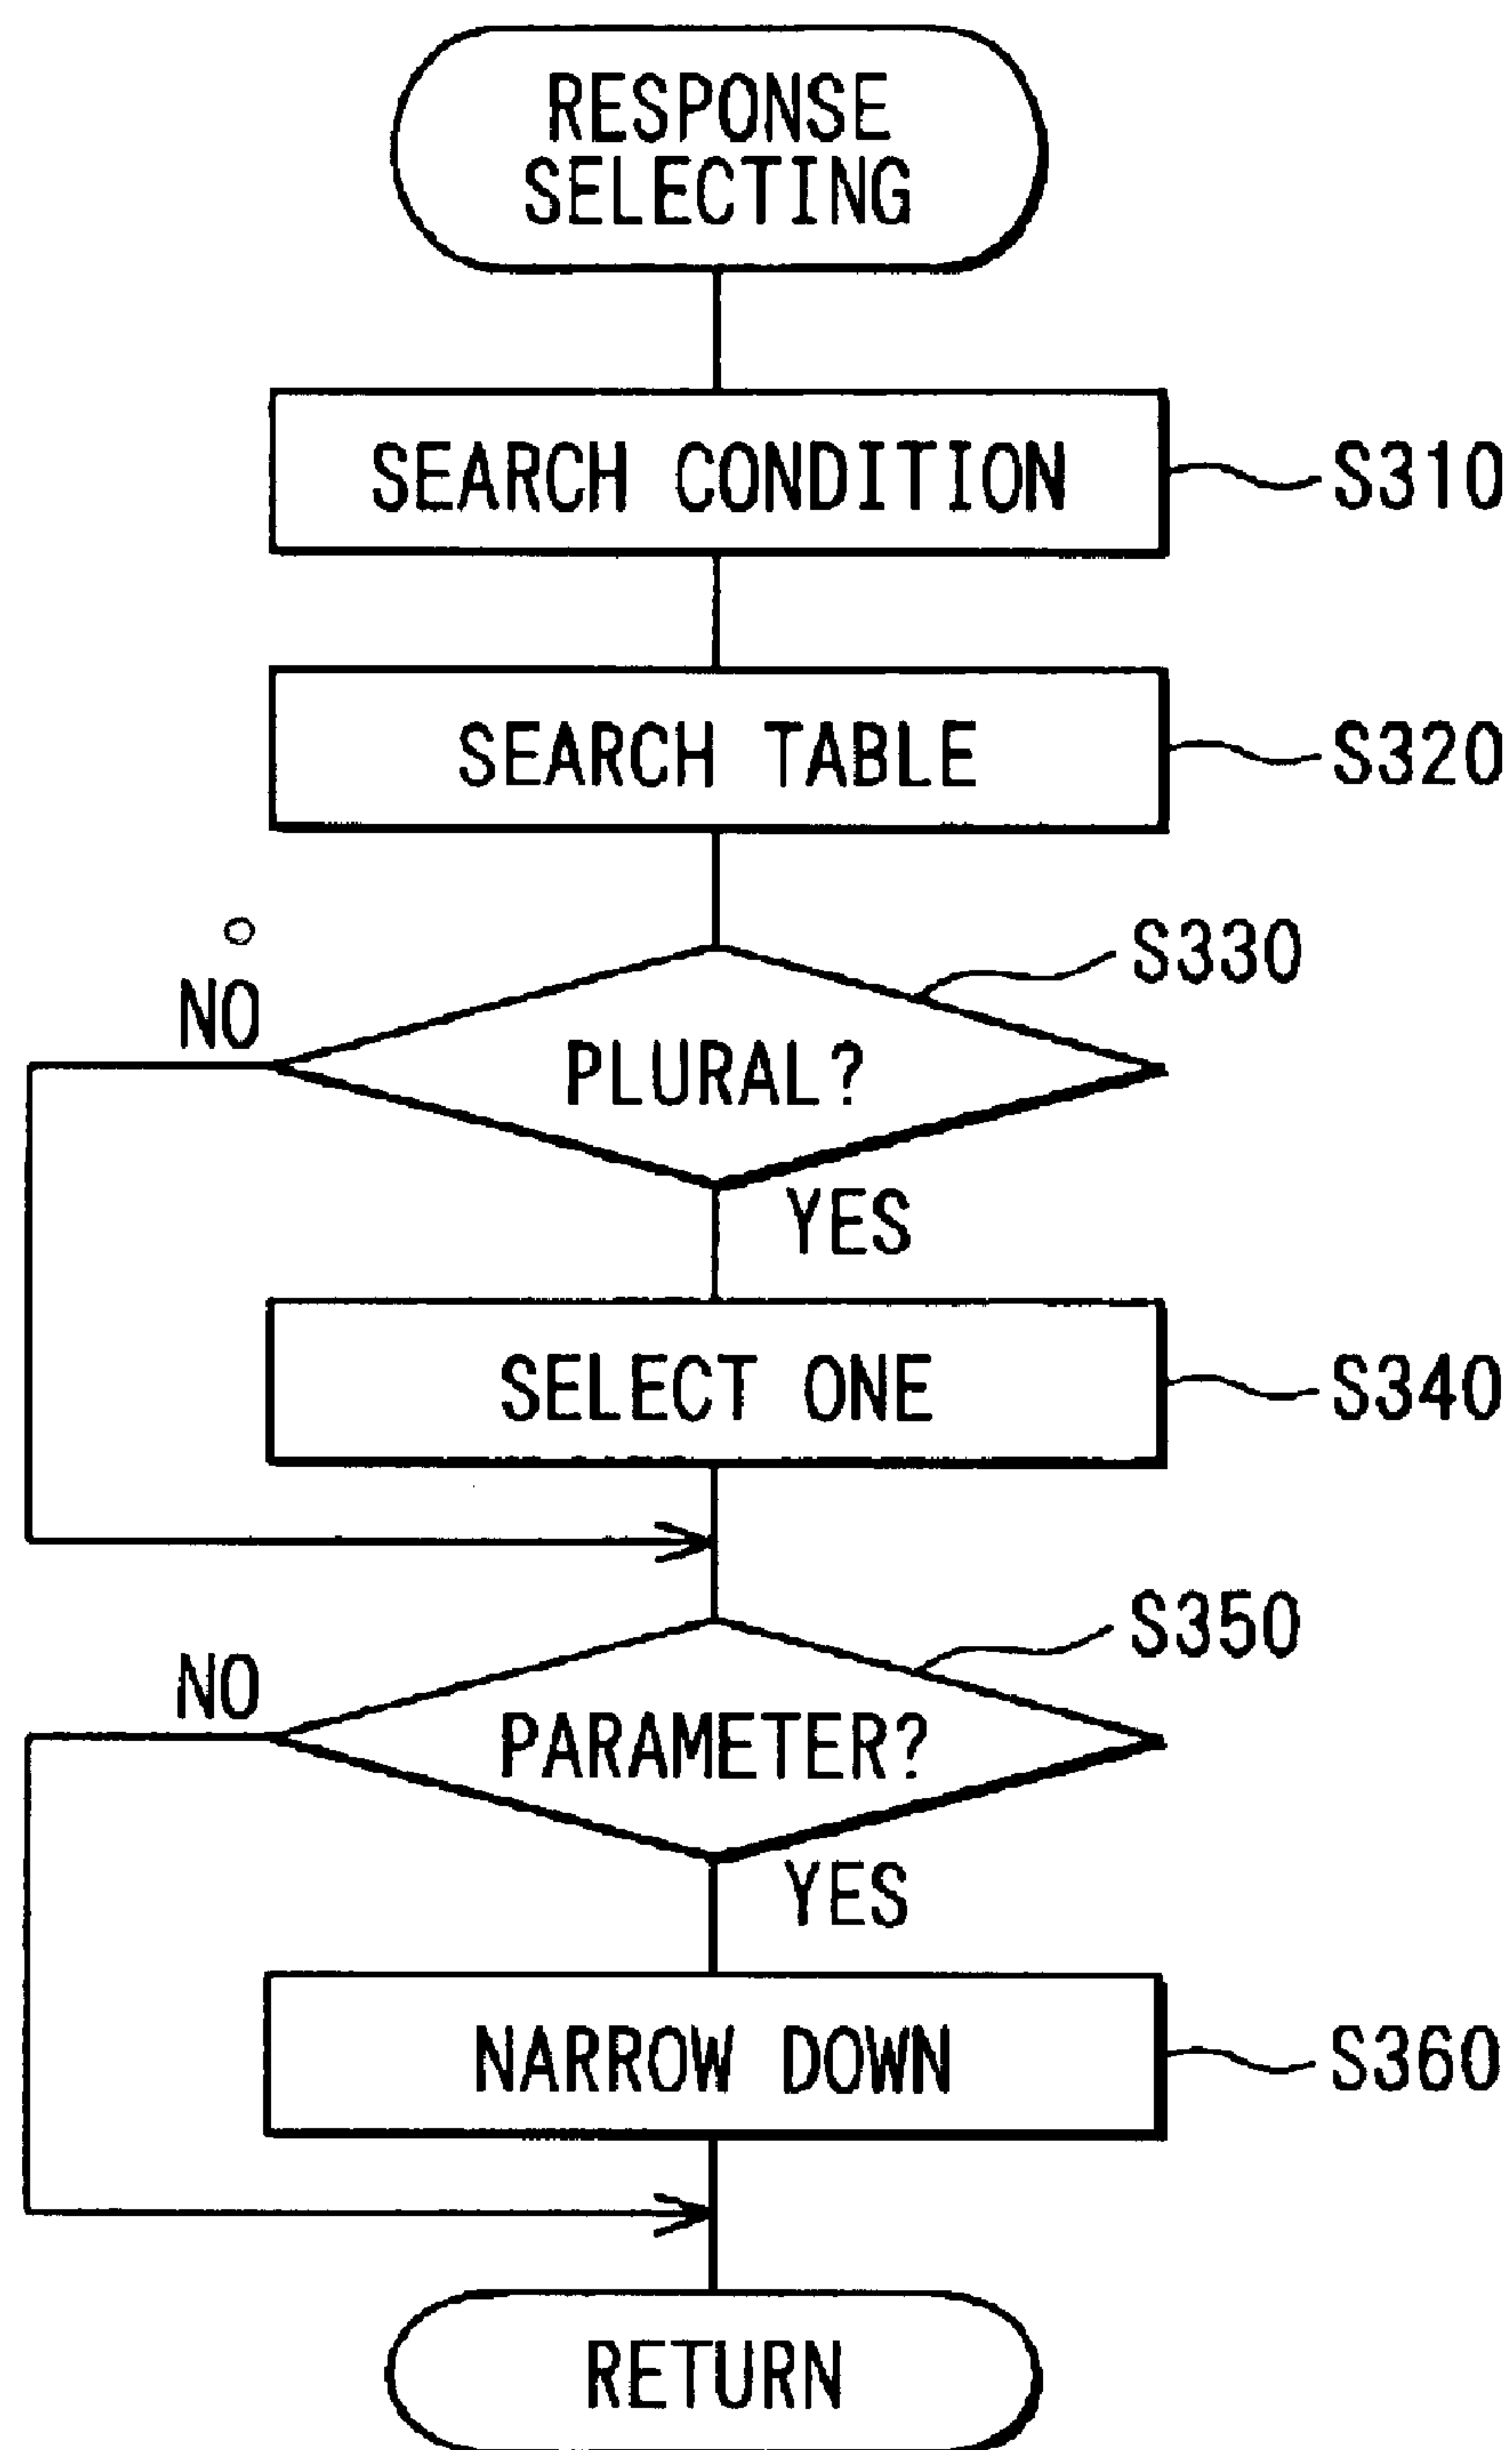 RESPONSE
SELECTING
SEARCH CONDITION
S310
SEARCH TABLE
S320
S330
NO
PLURAL?
YES
SELECT ONE
S340
S350
NO
PARAMETER?
YES
NARROW DOWN
S360
RETURN